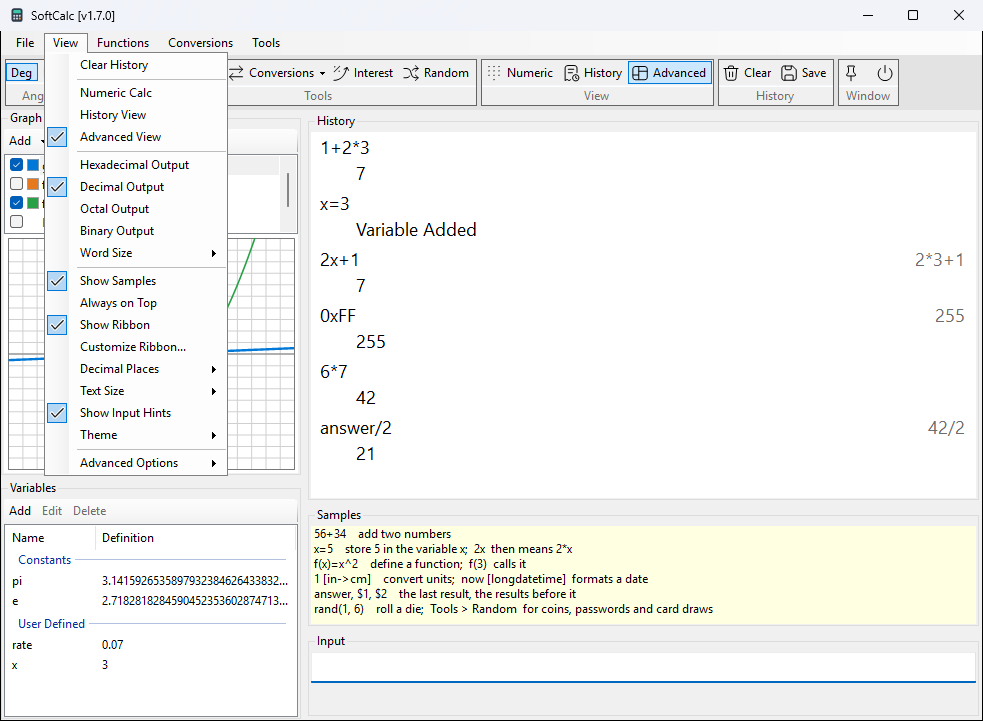 SoftCalc [v1.7.0]
File View Functions Conversions Tools
Deg Conversions Interest Random Numeric History Advanced Clear Save
Ang Tools View History Window
Clear History
Numeric Calc
History View
Advanced View
Hexadecimal Output
Decimal Output
Octal Output
Binary Output
Word Size
Show Samples
Always on Top
Show Ribbon
Customize Ribbon...
Decimal Places
Text Size
Show Input Hints
Theme
Advanced Options
Graph
Add
Variables
Add Edit Delete
Name Definition
Constants
pi 3.1415926535897932384626433832...
e 2.7182818284590452353602874713...
User Defined
rate 0.07
x 3
History
1+2*3
7
x=3
Variable Added
2x+1 2*3+1
7
0xFF 255
255
6*7
42
answer/2 42/2
21
Samples
56+34 add two numbers
x=5 store 5 in the variable x; 2x then means 2*x
f(x)=x^2 define a function; f(3) calls it
1 [in->cm] convert units; now [longdatetime] formats a date
answer, $1, $2 the last result, the results before it
rand(1, 6) roll a die; Tools > Random for coins, passwords and card draws
Input